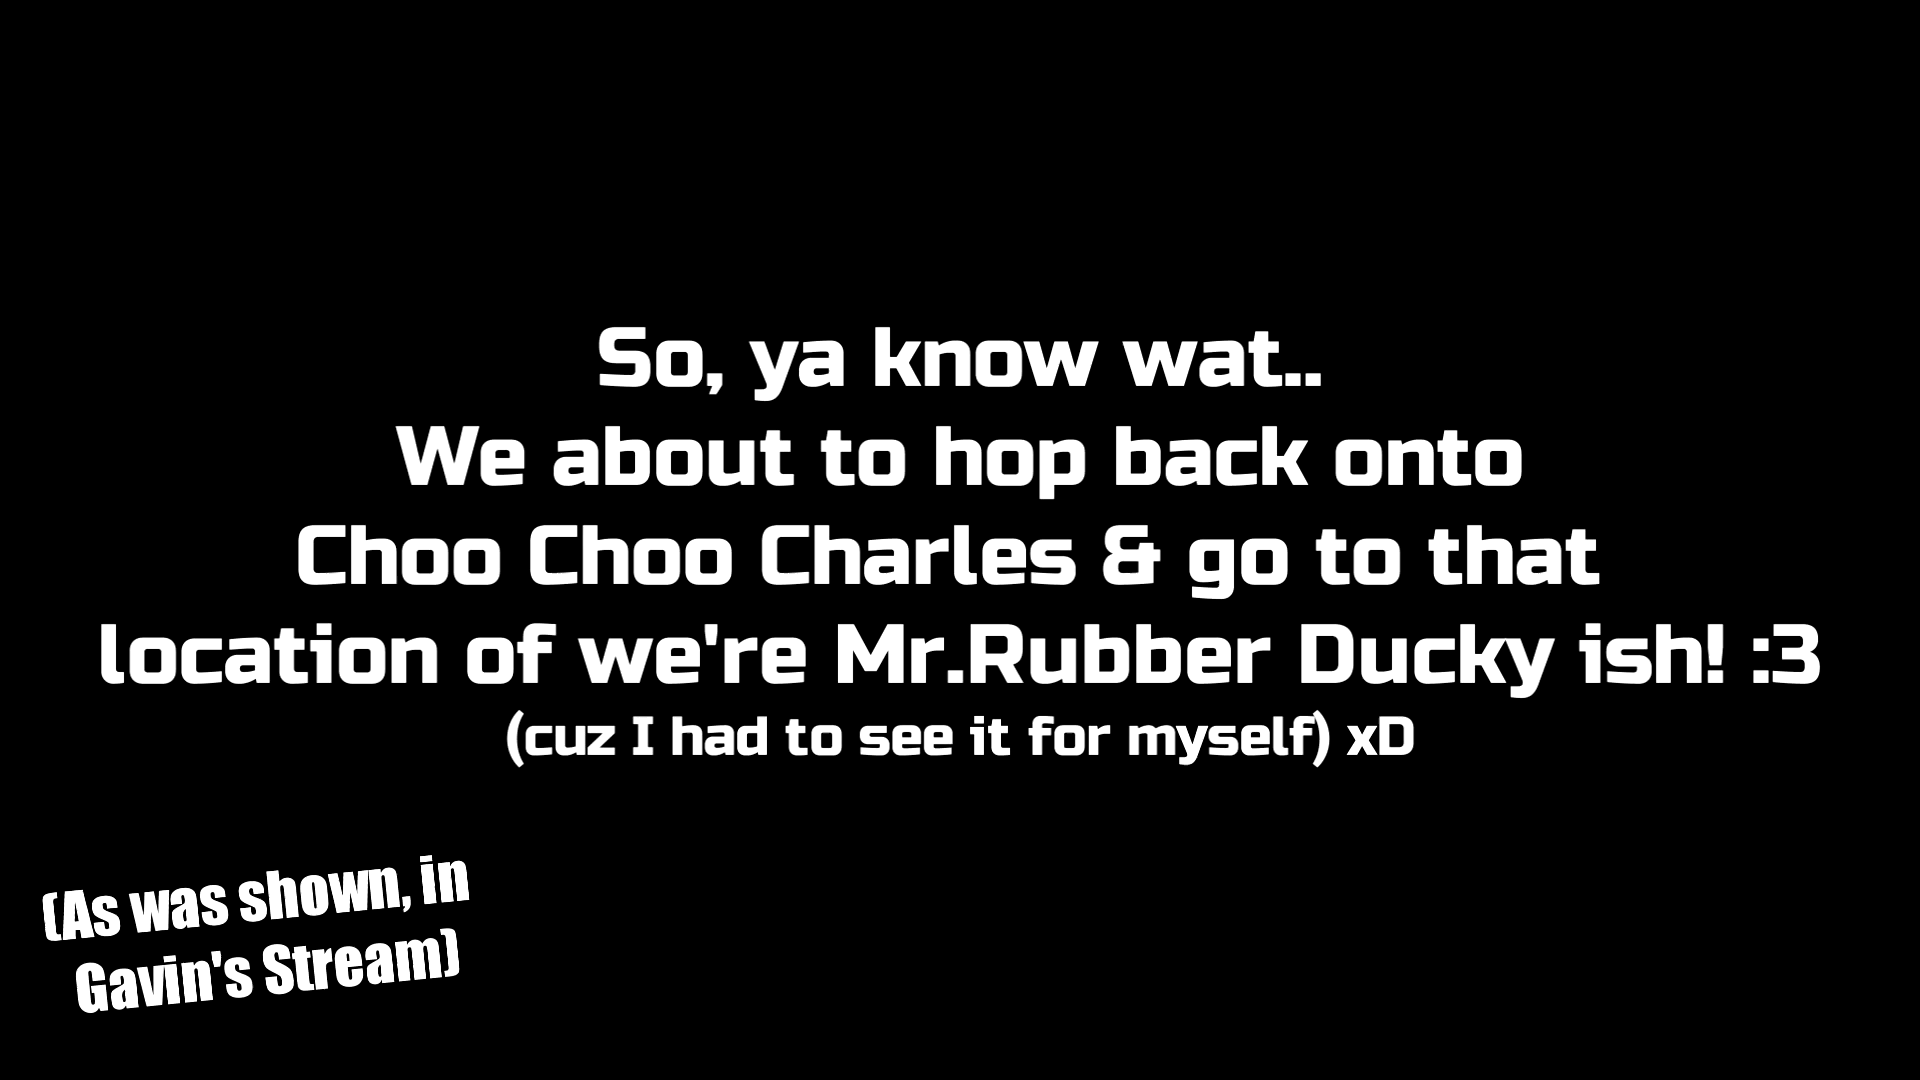 So, ya know wat..
We about to hop back onto
Choo Choo Charles & go to that
location of we're Mr.Rubber Ducky ish! :3
(cuz I had to see it for myself) xD
(As was shown, in
Gavin's Stream)